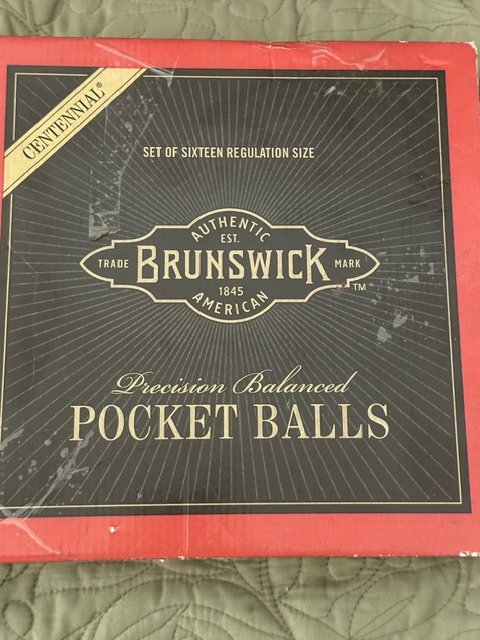 CENTENNIAL®
SET OF SIXTEEN REGULATION SIZE
AUTHENTIC
EST.
TRADE BRUNSWICK MARK
1845
AMERICAN
TM
Precision Balanced
POCKET BALLS